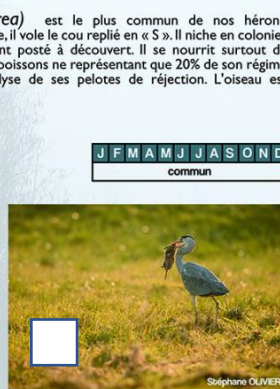 rea) est le plus commun de nos héron
e, il vole le cou replié en « S ». Il niche en colonie
nt posté à découvert. Il se nourrit surtout d
poissons ne représentant que 20% de son régim
lyse de ses pelotes de réjection. L'oiseau es
J F M A M J J A S O N D
commun
Stéphane OLIVIER